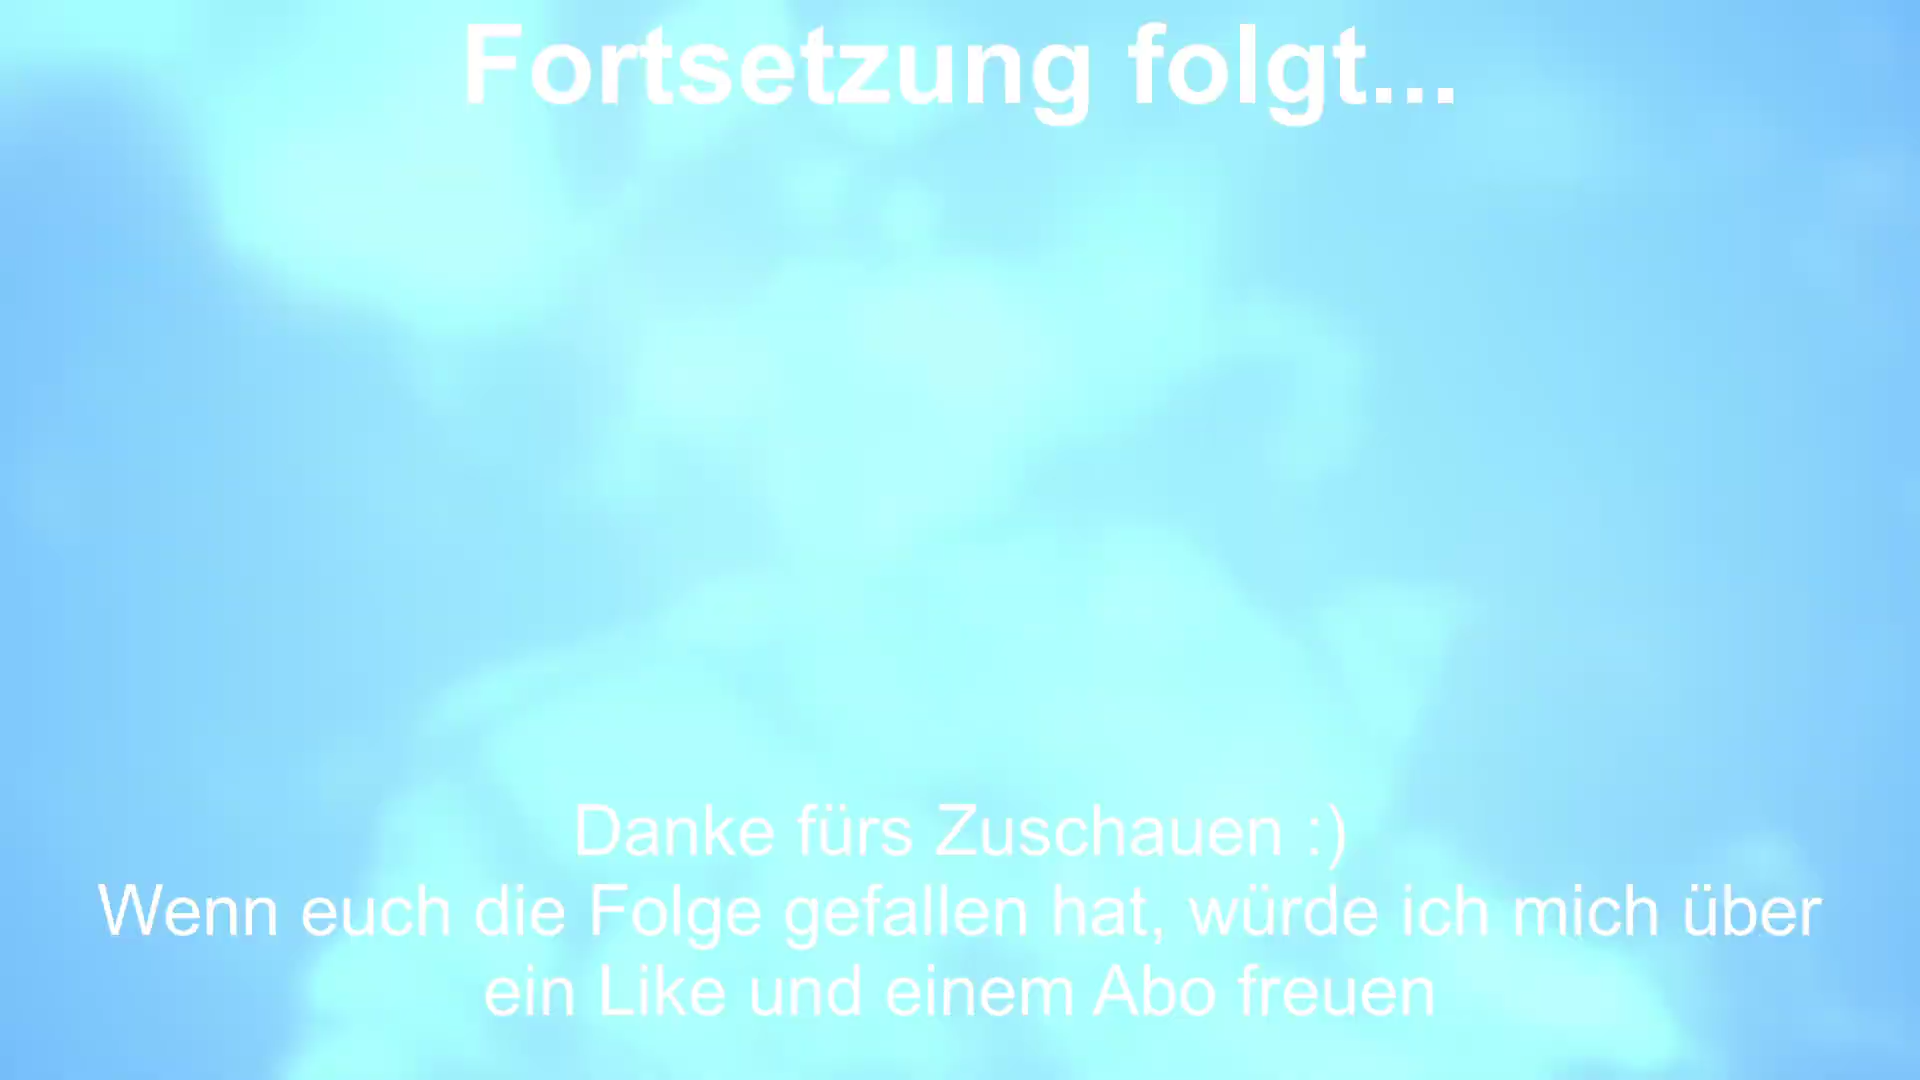 Fortsetzung folgt...
Danke fürs Zuschauen :)
Wenn euch die Folge gefallen hat, würde ich mich über
ein Like und einem Abo freuen